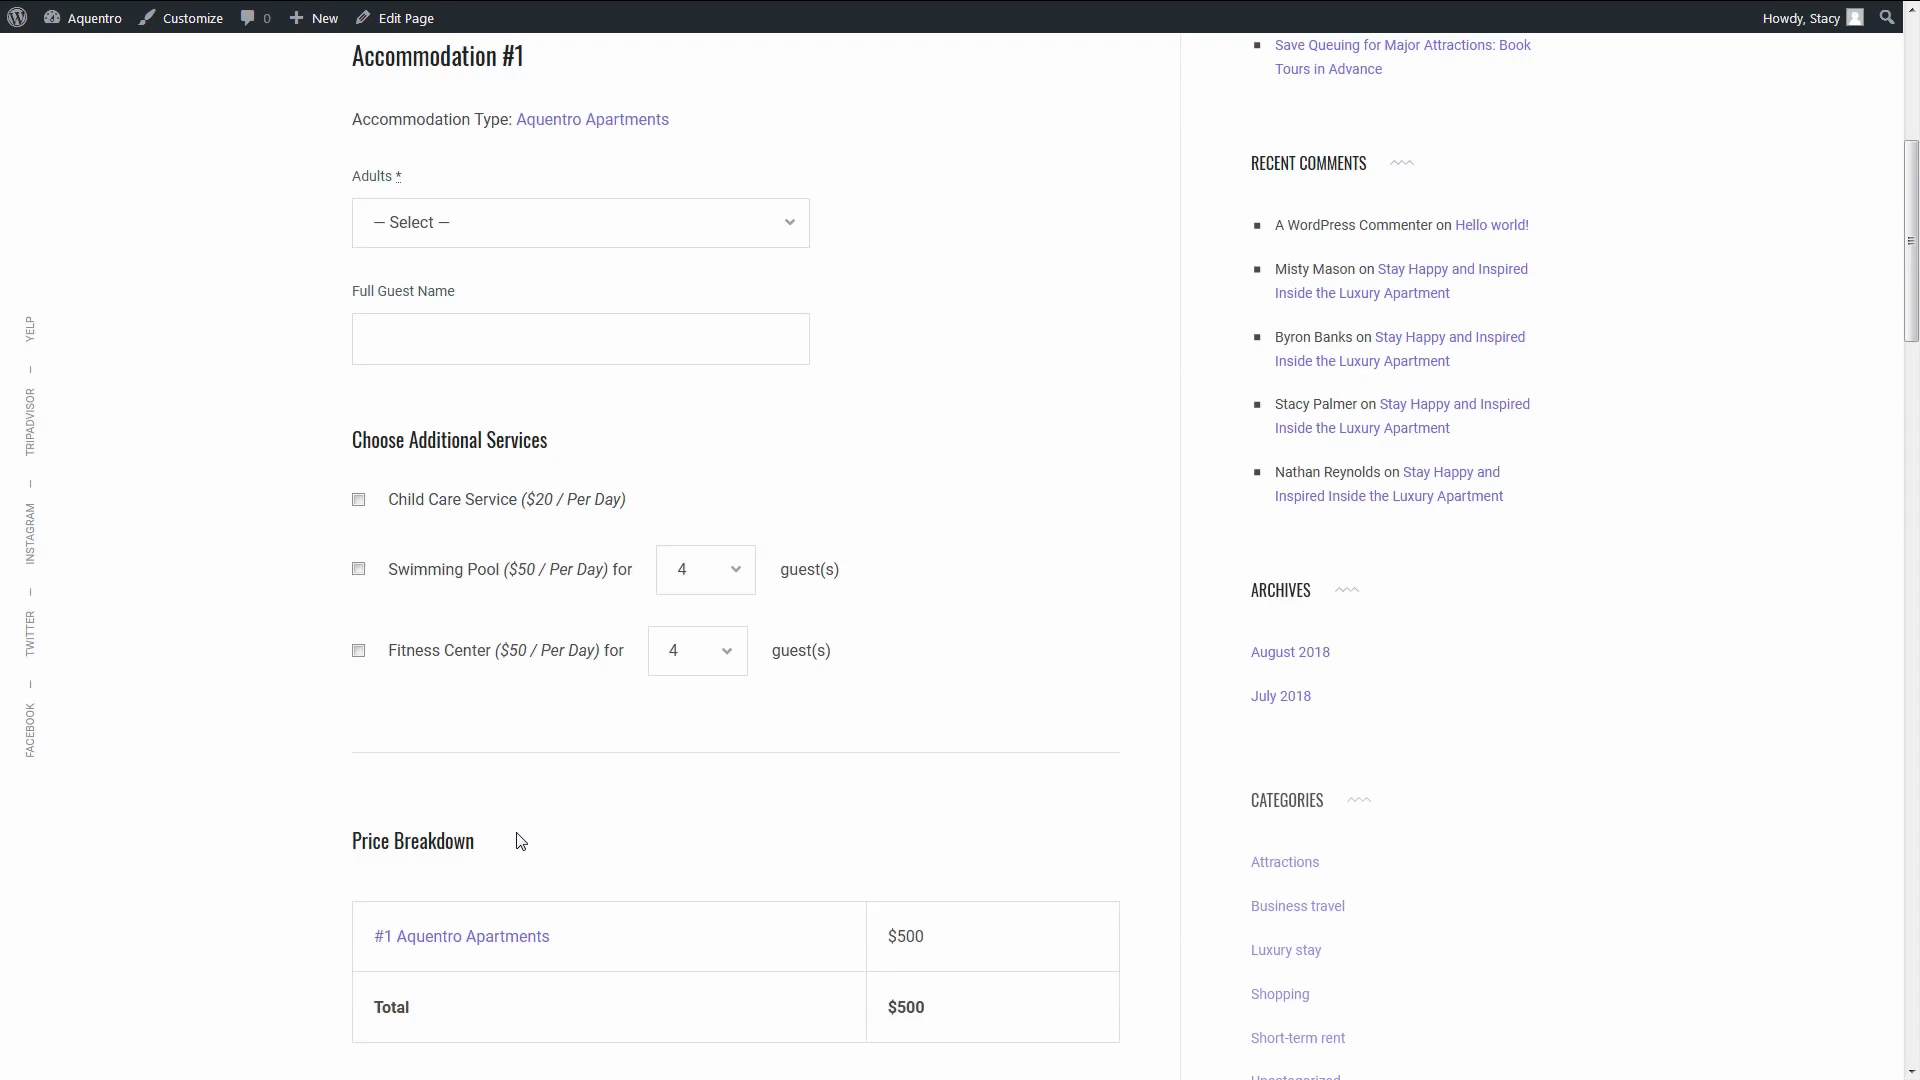 Aquentro Customize 0 New Edit Page Howdy, Stacy
Accommodation #1
Accommodation Type: Aquentro Apartments
Adults *
— Select —
Full Guest Name
Choose Additional Services
Child Care Service ($20 / Per Day)
Swimming Pool ($50 / Per Day) for 4 guest(s)
Fitness Center ($50 / Per Day) for 4 guest(s)
Price Breakdown
#1 Aquentro Apartments $500
Total $500
Save Queuing for Major Attractions: Book
Tours in Advance
RECENT COMMENTS
A WordPress Commenter on Hello world!
Misty Mason on Stay Happy and Inspired
Inside the Luxury Apartment
Byron Banks on Stay Happy and Inspired
Inside the Luxury Apartment
Stacy Palmer on Stay Happy and Inspired
Inside the Luxury Apartment
Nathan Reynolds on Stay Happy and
Inspired Inside the Luxury Apartment
ARCHIVES
August 2018
July 2018
CATEGORIES
Attractions
Business travel
Luxury stay
Shopping
Short-term rent
Uncategorized
FACEBOOK — TWITTER — INSTAGRAM — TRIPADVISOR — YELP